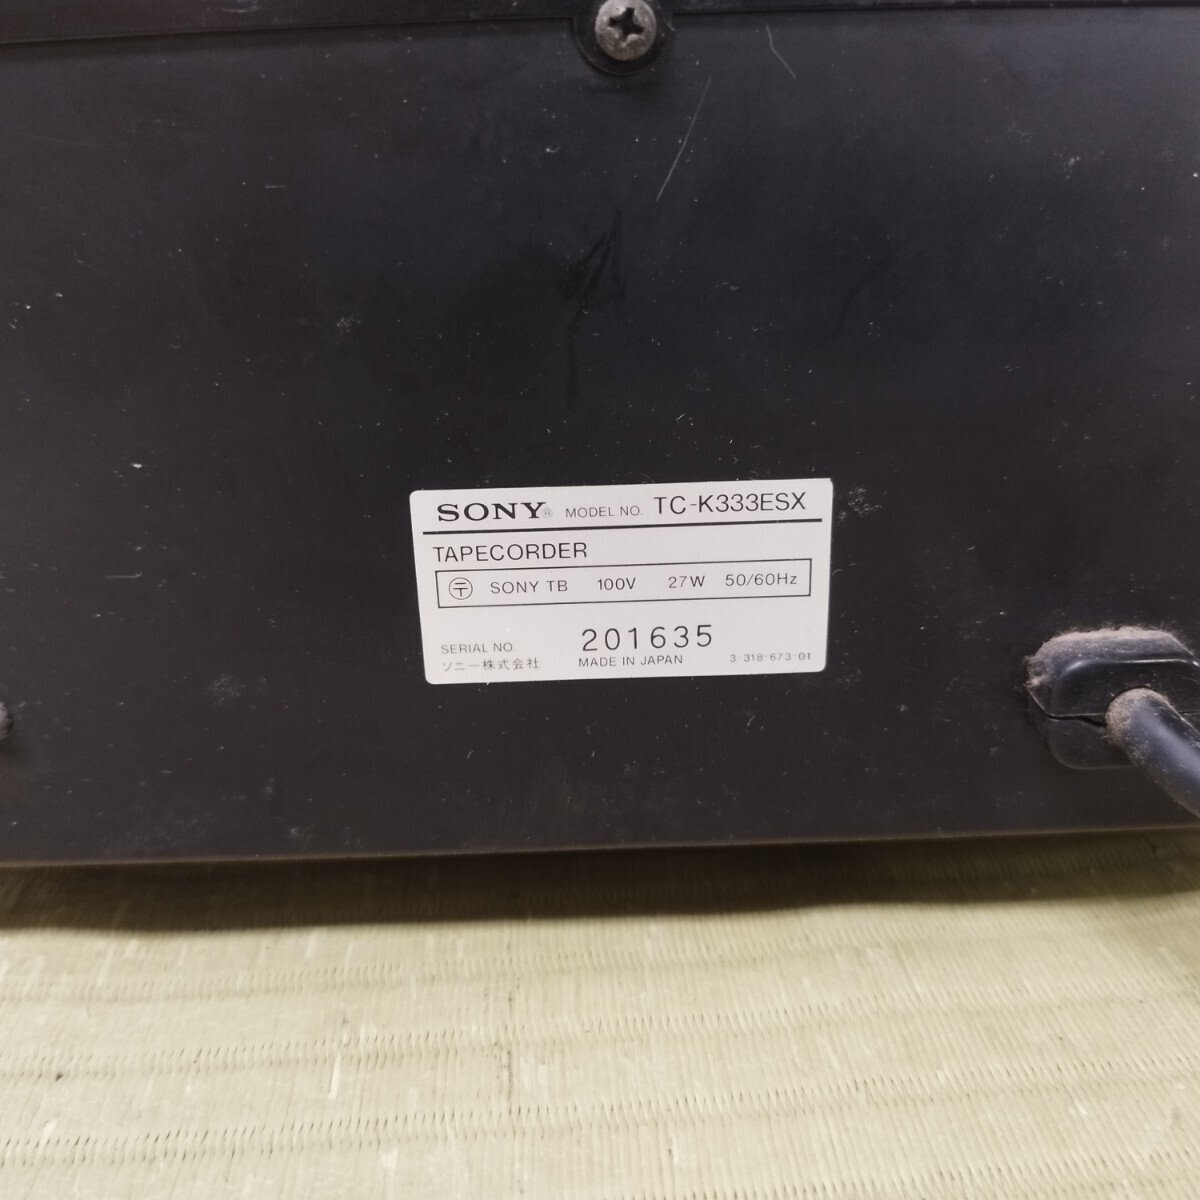 SONY® MODEL NO. TC-K333ESX
TAPECORDER
〶 SONY TB 100V 27W 50/60Hz
SERIAL NO. 201635
ソニー株式会社 MADE IN JAPAN 3-318-673-01